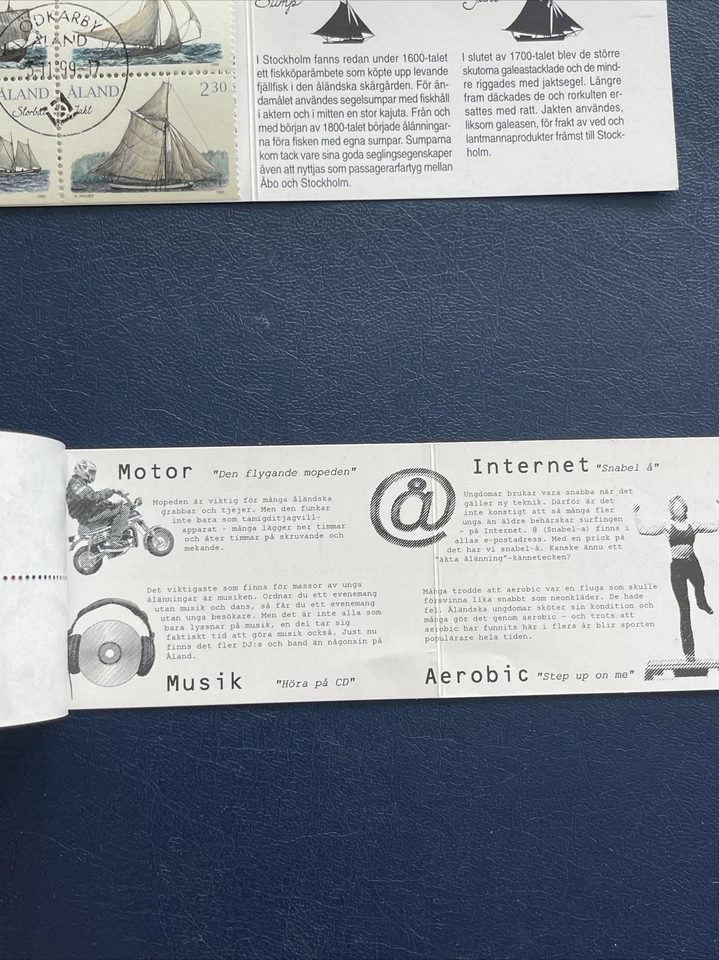 ÖDKARBY
ÅLAND
Sump
Jakt
ÅLAND
ÅLAND
2 30
Storbåt
Jakt
I Stockholm fanns redan under 1600-talet
ett fiskköparämbete som köpte upp levande
fjällfisk i den åländska skärgården. För än-
damålet användes segelsumpar med fiskhåll
i aktern och i mitten en stor kajuta. Från och
med början av 1800-talet började ålänningar-
na föra fisken med egna sumpar. Sumparna
kom tack vare sina goda seglingsegenskaper
även att nyttjas som passagerarfartyg mellan
Åbo och Stockholm.
I slutet av 1700-talet blev de större
skutorna galeastacklade och de mind-
re riggades med jaktsegel. Längre
fram däckades de och rorkulten er-
sattes med ratt. Jakten användes,
liksom galeasen, för frakt av ved och
lantmannaprodukter främst till Stock-
holm.
Motor "Den flygande mopeden"
Mopeden är viktig för många åländska
grabbar och tjejer. Men den funkar
inte bara som tamigditjagvill-
apparat - många lägger ner timmar
och åter timmar på skruvande och
mekande.
@
Internet "Snabel å"
Ungdomar brukar vara snabba när det
galler ny teknik. Därför är det
inte konstigt att så många fler
unga än äldre behärskar surfingen
- på Internet. @ (Snabel-a) finns i
allas e-postadress. Med en prick på
det har vi snabel-å. Kanske ännu ett
"äkta ålänning"-kännetecken?
Det viktigaste som finns för massor av unga
ålänningar är musiken. Ordnar du ett evenemang
utan musik och dans, så får du ett evenemang
utan unga besökare. Men det är inte alla som
bara lyssnar på musik, en del tar sig
faktiskt tid att göra musik också. Just nu
finns det fler DJ:s och band än någonsin på
Åland.
Musik "Höra på CD"
Många trodde att aerobic var en fluga som skulle
försvinna lika snabbt som neonkläder. De hade
fel. Åländska ungdomar sköter sin kondition och
många gör det genom aerobic - och trots att
aerobic har funnits här i flera år blir sporten
populärare hela tiden.
Aerobic "Step up on me"